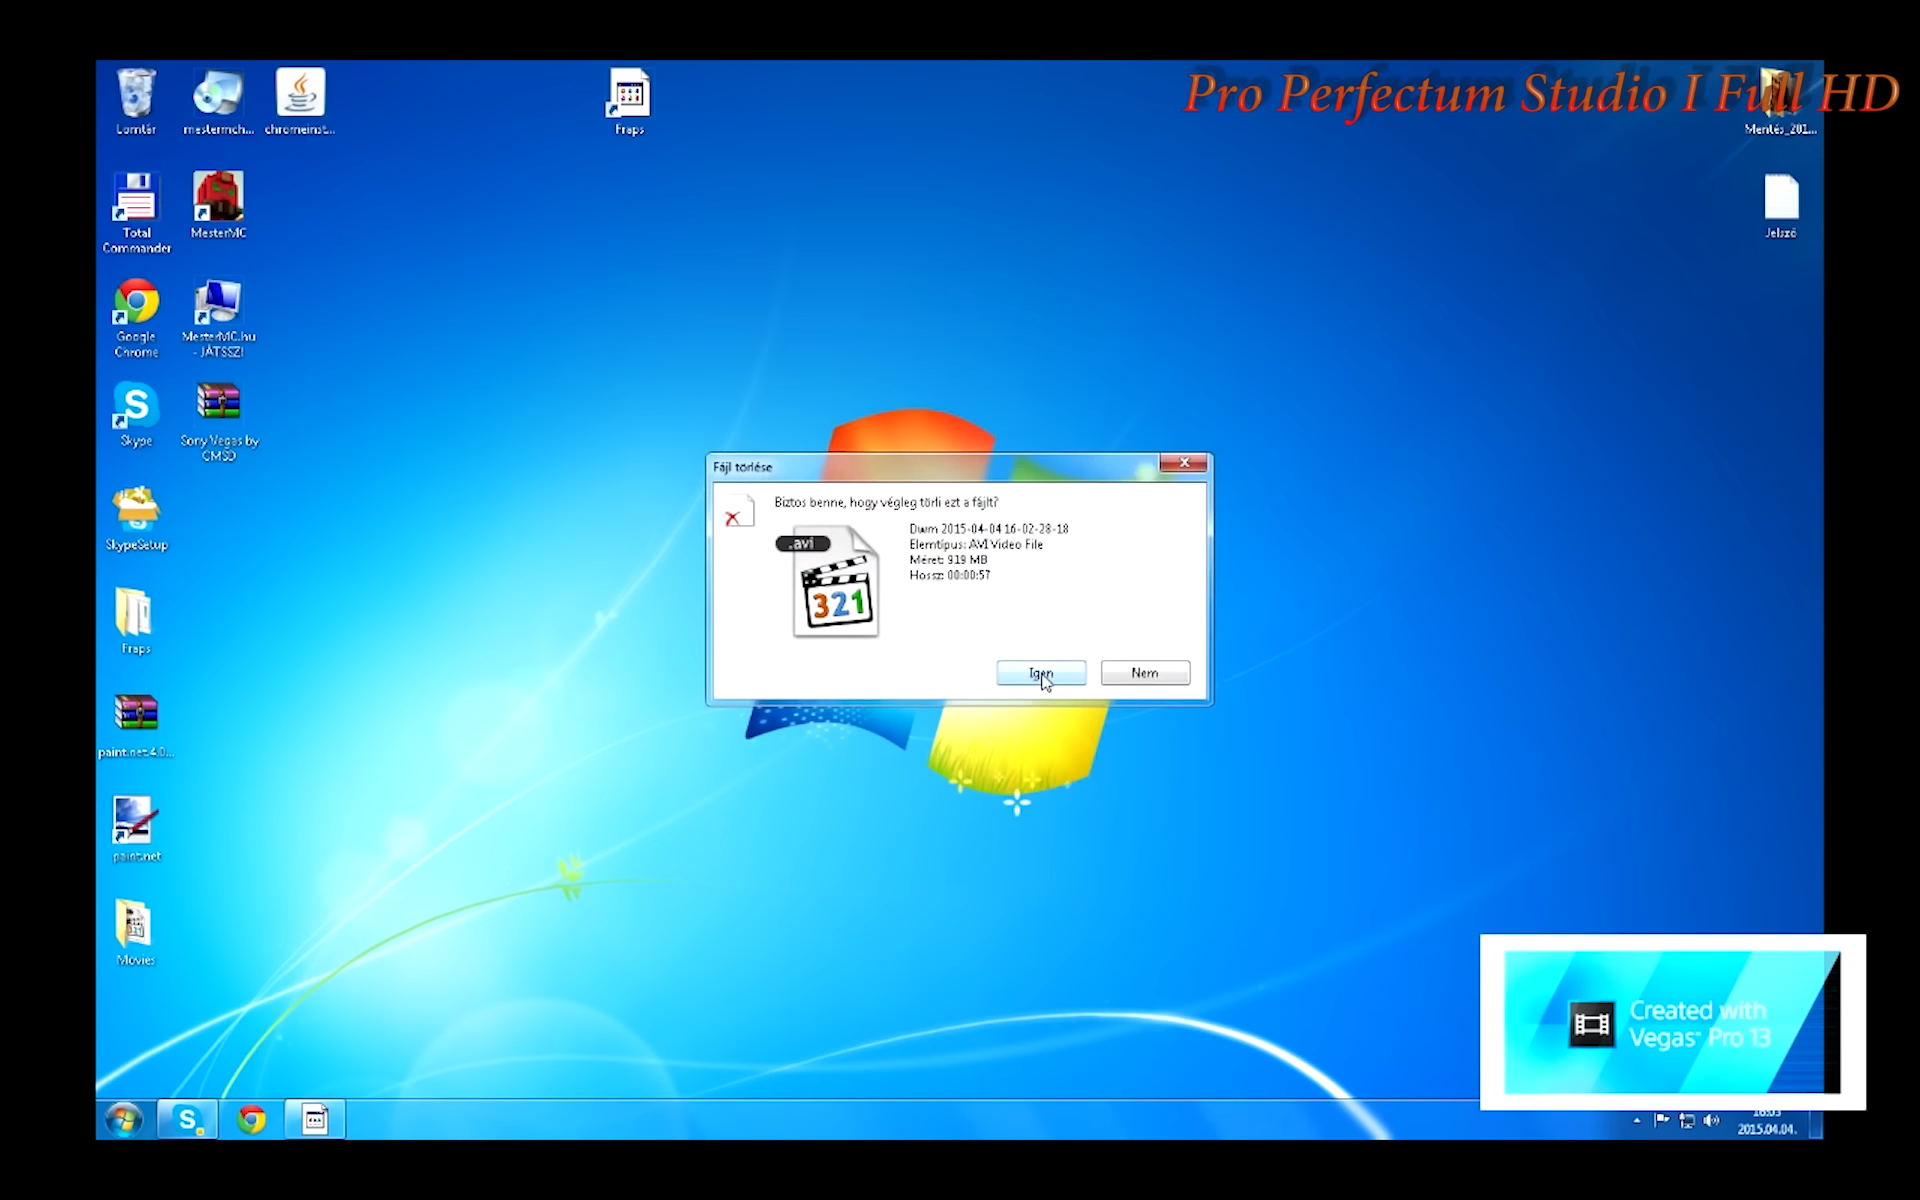 Pro Perfectum Studio I Full HD
Lomtár
mestermch...
chromeinst...
Fraps
Mentés_201...
Total
Commander
MesterMC
Jelszó
Google
Chrome
MesterMC.hu
- JÁTSSZ!
Skype
Sony Vegas by
GMSD
SkypeSetup
Fraps
paint.net.4.0...
paint.net
Movies
Fájl törlése
Biztos benne, hogy végleg törli ezt a fájlt?
.avi
321
Dwm 2015-04-04 16-02-28-18
Elemtípus: AVI Video File
Méret: 919 MB
Hossz: 00:00:57
Igen
Nem
Created with
Vegas™ Pro 13
16:03
2015.04.04.